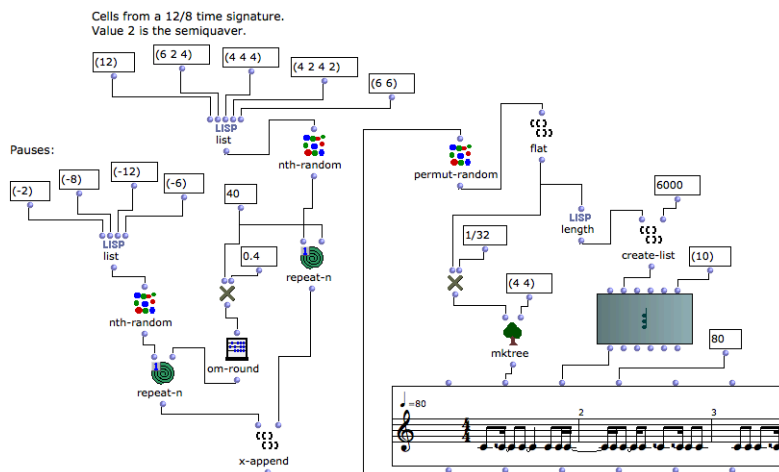 Cells from a 12/8 time signature.
Value 2 is the semiquaver.
(12)
(6 2 4)
(4 4 4)
(4 2 4 2)
(6 6)
LISP
list
nth-random
Pauses:
(-2)
(-8)
(-12)
(-6)
LISP
list
nth-random
40
0.4
1
repeat-n
om-round
1
repeat-n
x-append
permut-random
flat
1/32
LISP
length
6000
create-list
(4 4)
(10)
mktree
80
=80
4
4
2
3